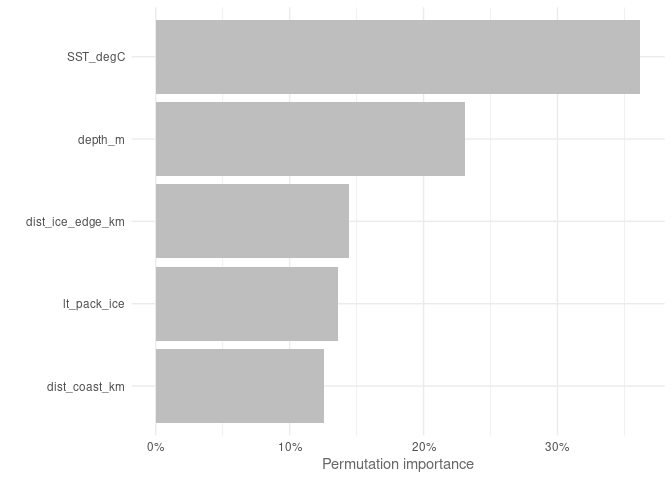 SST_degC
depth_m
dist_ice_edge_km
lt_pack_ice
dist_coast_km
0% 10% 20% 30%
Permutation importance